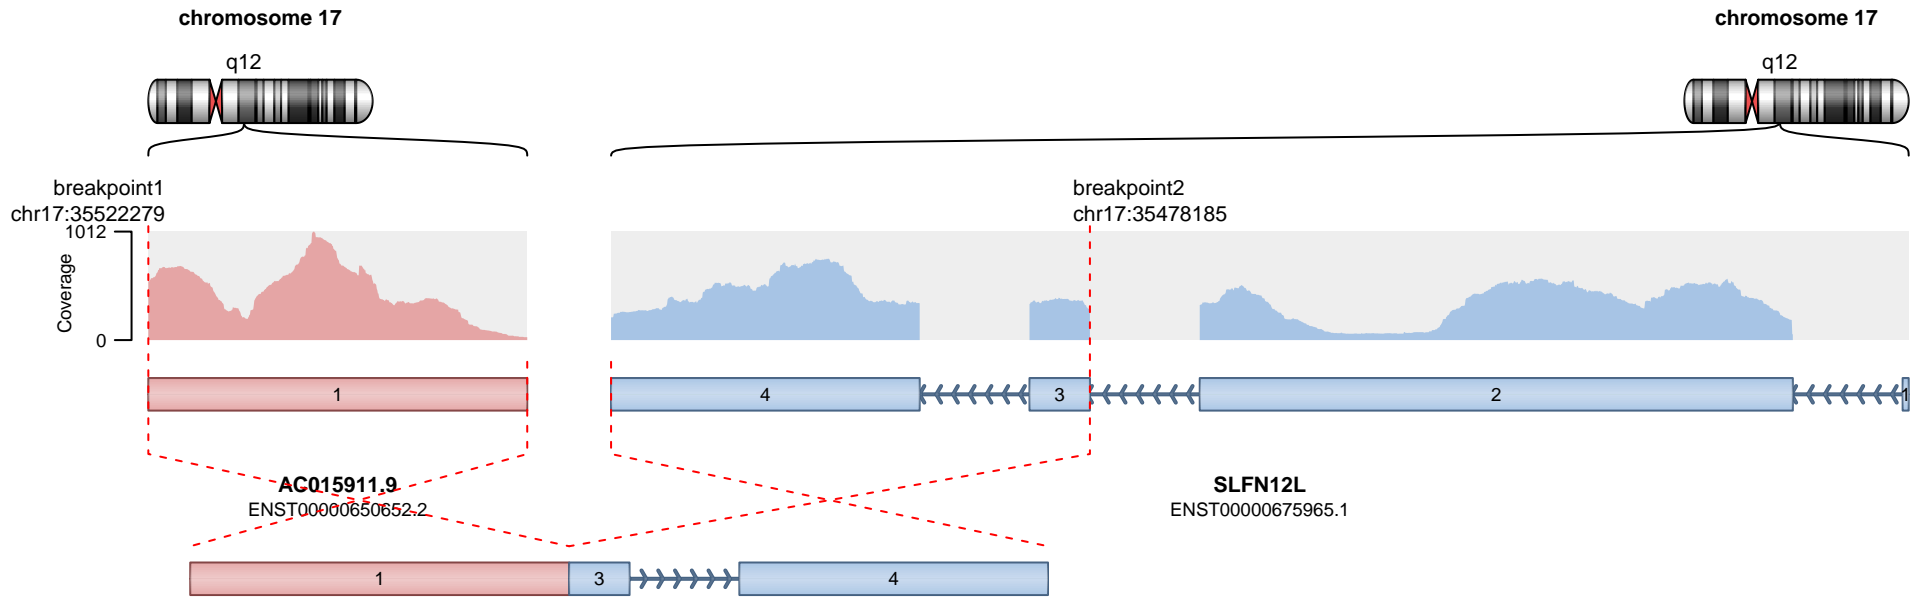 chromosome 17
chromosome 17
q12
q12
breakpoint1
chr17:35522279
breakpoint2
chr17:35478185
1012
Coverage
0
1
4
3
2
1
AC015911.9
ENST00000650652.2
SLFN12L
ENST00000675965.1
1
3
4